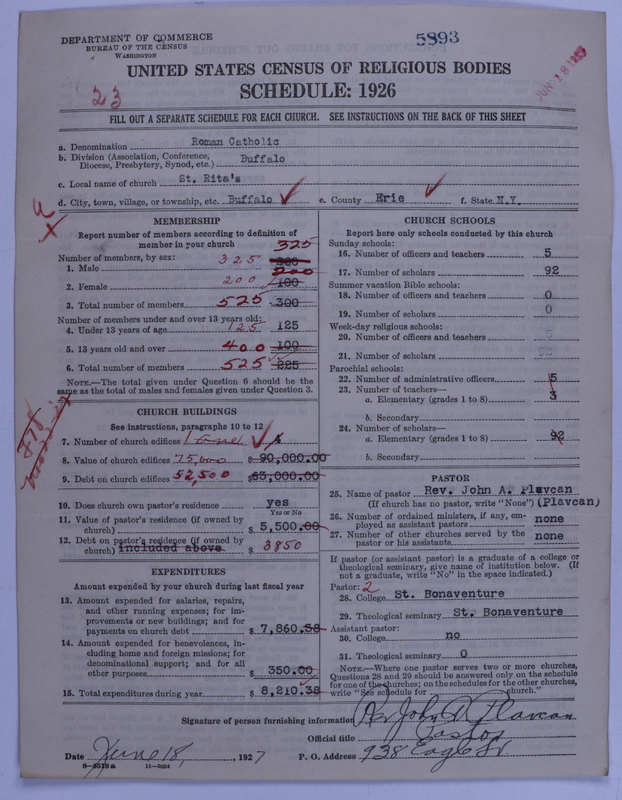 DEPARTMENT OF COMMERCE
BUREAU OF THE CENSUS
WASHINGTON
5893
JUN 18 1927
UNITED STATES CENSUS OF RELIGIOUS BODIES
SCHEDULE: 1926
23
FILL OUT A SEPARATE SCHEDULE FOR EACH CHURCH. SEE INSTRUCTIONS ON THE BACK OF THIS SHEET
a. Denomination Roman Catholic
b. Division (Association, Conference, Diocese, Presbytery, Synod, etc.) Buffalo
c. Local name of church St. Rita's
d. City, town, village, or township, etc. Buffalo ✓ e. County Erie ✓ f. State N.Y.
MEMBERSHIP
Report number of members according to definition of
member in your church
325
Number of members, by sex:
1. Male 325 200
2. Female 200 100
3. Total number of members 525 300
Number of members under and over 13 years old:
4. Under 13 years of age 125 125
5. 13 years old and over 400 100
6. Total number of members 525 225
NOTE.—The total given under Question 6 should be the
same as the total of males and females given under Question 3.
CHURCH BUILDINGS
See instructions, paragraphs 10 to 12
7. Number of church edifices 1
8. Value of church edifices 75,000 $ 90,000.00
9. Debt on church edifices 52,500 $ 63,000.00
10. Does church own pastor's residence yes
Yes or No
11. Value of pastor's residence (if owned by
church) $ 5,500.00
12. Debt on pastor's residence (if owned by
church) included above $ 3850
EXPENDITURES
Amount expended by your church during last fiscal year
13. Amount expended for salaries, repairs,
and other running expenses; for im-
provements or new buildings; and for
payments on church debt $ 7,860.38
14. Amount expended for benevolences, in-
cluding home and foreign missions; for
denominational support; and for all
other purposes $ 350.00
15. Total expenditures during year $ 8,210.38
CHURCH SCHOOLS
Report here only schools conducted by this church
Sunday schools:
16. Number of officers and teachers 5
17. Number of scholars 92
Summer vacation Bible schools:
18. Number of officers and teachers 0
19. Number of scholars 0
Week-day religious schools:
20. Number of officers and teachers
21. Number of scholars
Parochial schools:
22. Number of administrative officers 5
23. Number of teachers—
a. Elementary (grades 1 to 8) 3
b. Secondary
24. Number of scholars—
a. Elementary (grades 1 to 8) 92
b. Secondary
PASTOR
25. Name of pastor Rev. John A. Plavcan
(If church has no pastor, write "None") (Plavcan)
26. Number of ordained ministers, if any, em-
ployed as assistant pastors none
27. Number of other churches served by the
pastor or his assistants none
If pastor (or assistant pastor) is a graduate of a college or
theological seminary, give name of institution below. (If
not a graduate, write "No" in the space indicated.)
Pastor: 2
28. College St. Bonaventure
29. Theological seminary St. Bonaventure
Assistant pastor:
30. College no
31. Theological seminary 0
NOTE.—Where one pastor serves two or more churches,
Questions 28 and 29 should be answered only on the schedule
for one of the churches; on the schedules for the other churches,
write "See schedule for church."
Signature of person furnishing information Rev John A. Plavcan
Official title Pastor
Date June 18, 1927 P. O. Address 938 Eagle St.
8—5518a 11—9064